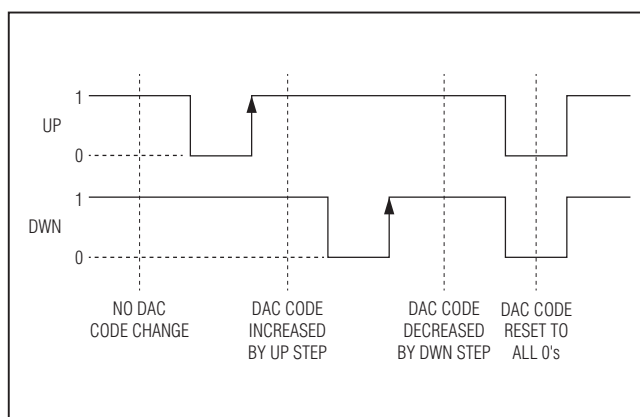 1
UP
0
1
DWN
0
NO DAC
CODE CHANGE
DAC CODE
INCREASED
BY UP STEP
DAC CODE
DECREASED
BY DWN STEP
DAC CODE
RESET TO
ALL 0's